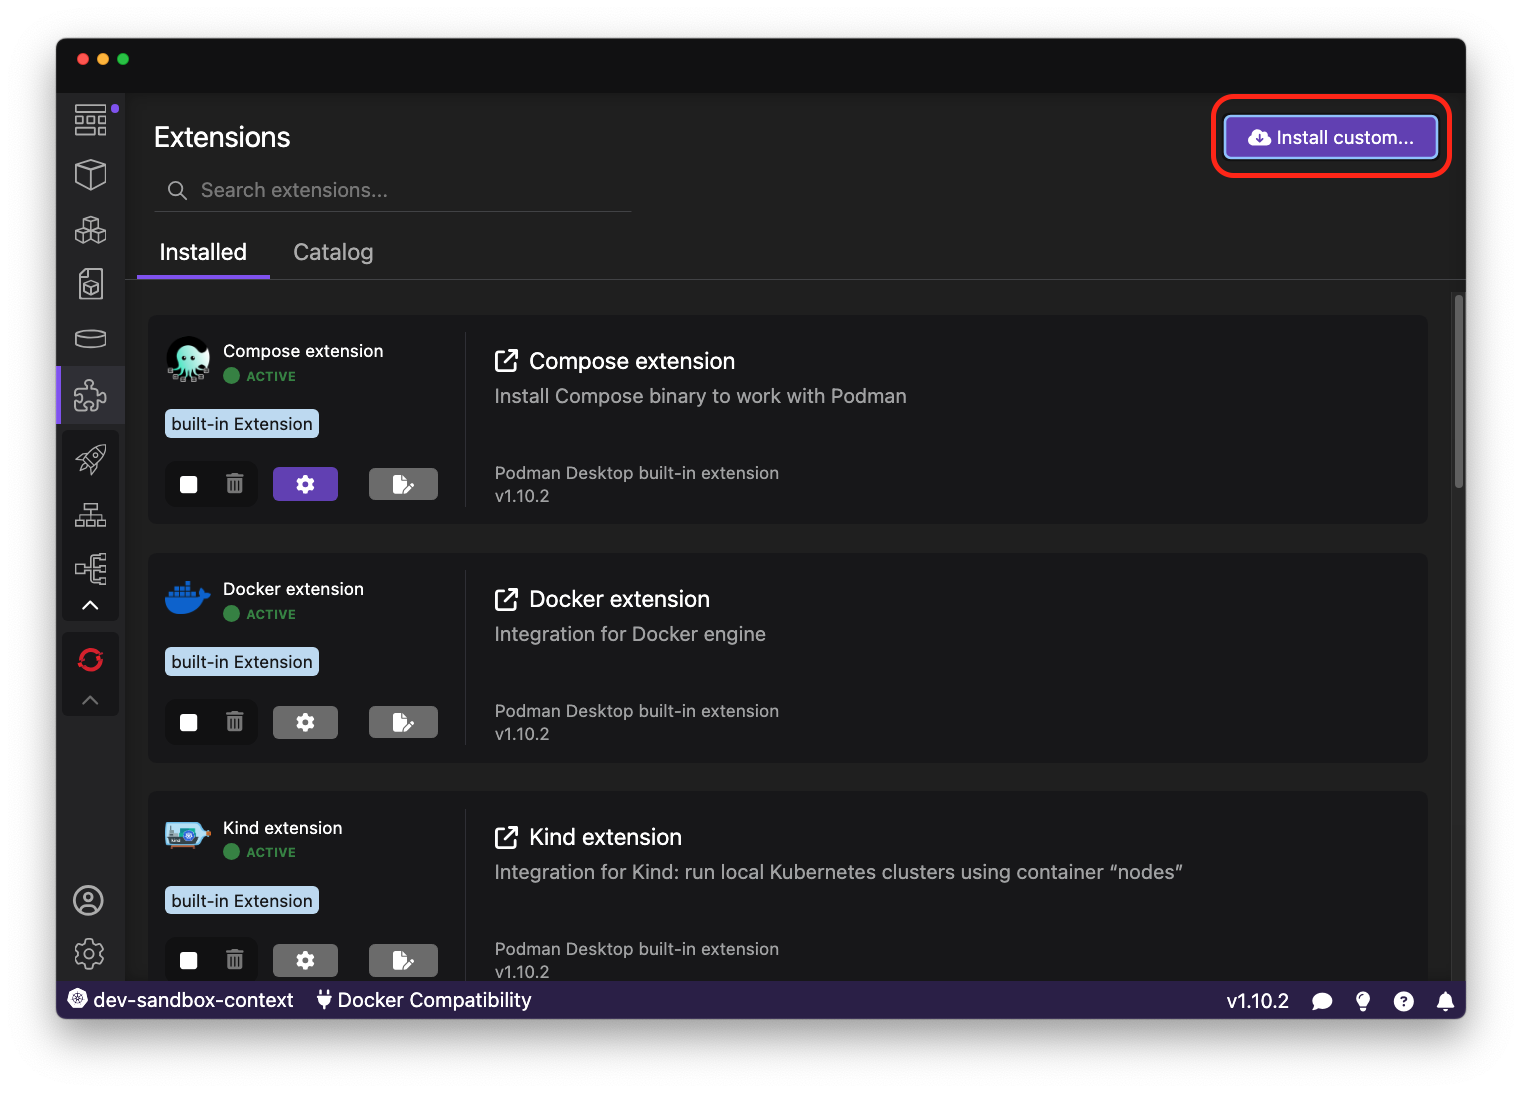 Extensions
Install custom...
Search extensions...
Installed
Catalog
Compose extension
ACTIVE
built-in Extension
Compose extension
Install Compose binary to work with Podman
Podman Desktop built-in extension
v1.10.2
Docker extension
ACTIVE
built-in Extension
Docker extension
Integration for Docker engine
Podman Desktop built-in extension
v1.10.2
Kind extension
ACTIVE
built-in Extension
Kind extension
Integration for Kind: run local Kubernetes clusters using container “nodes”
Podman Desktop built-in extension
v1.10.2
dev-sandbox-context
Docker Compatibility
v1.10.2